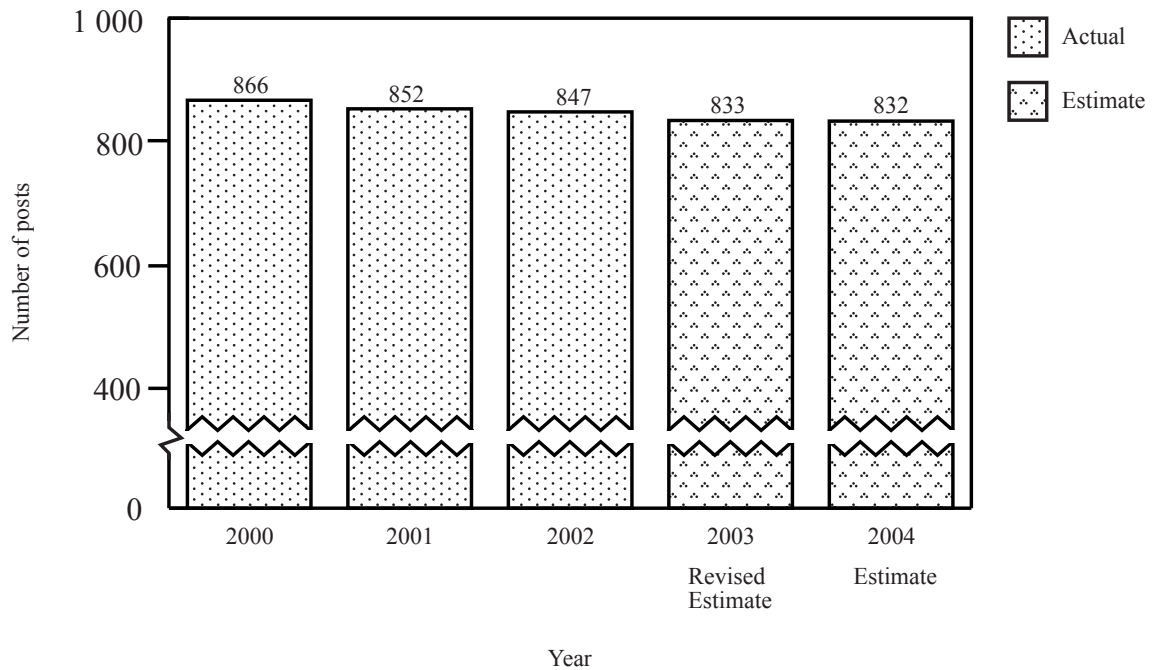 1 000
800
600
400
0
Number of posts
866
852
847
833
832
2000
2001
2002
2003
2004
Revised
Estimate
Estimate
Year
Actual
Estimate